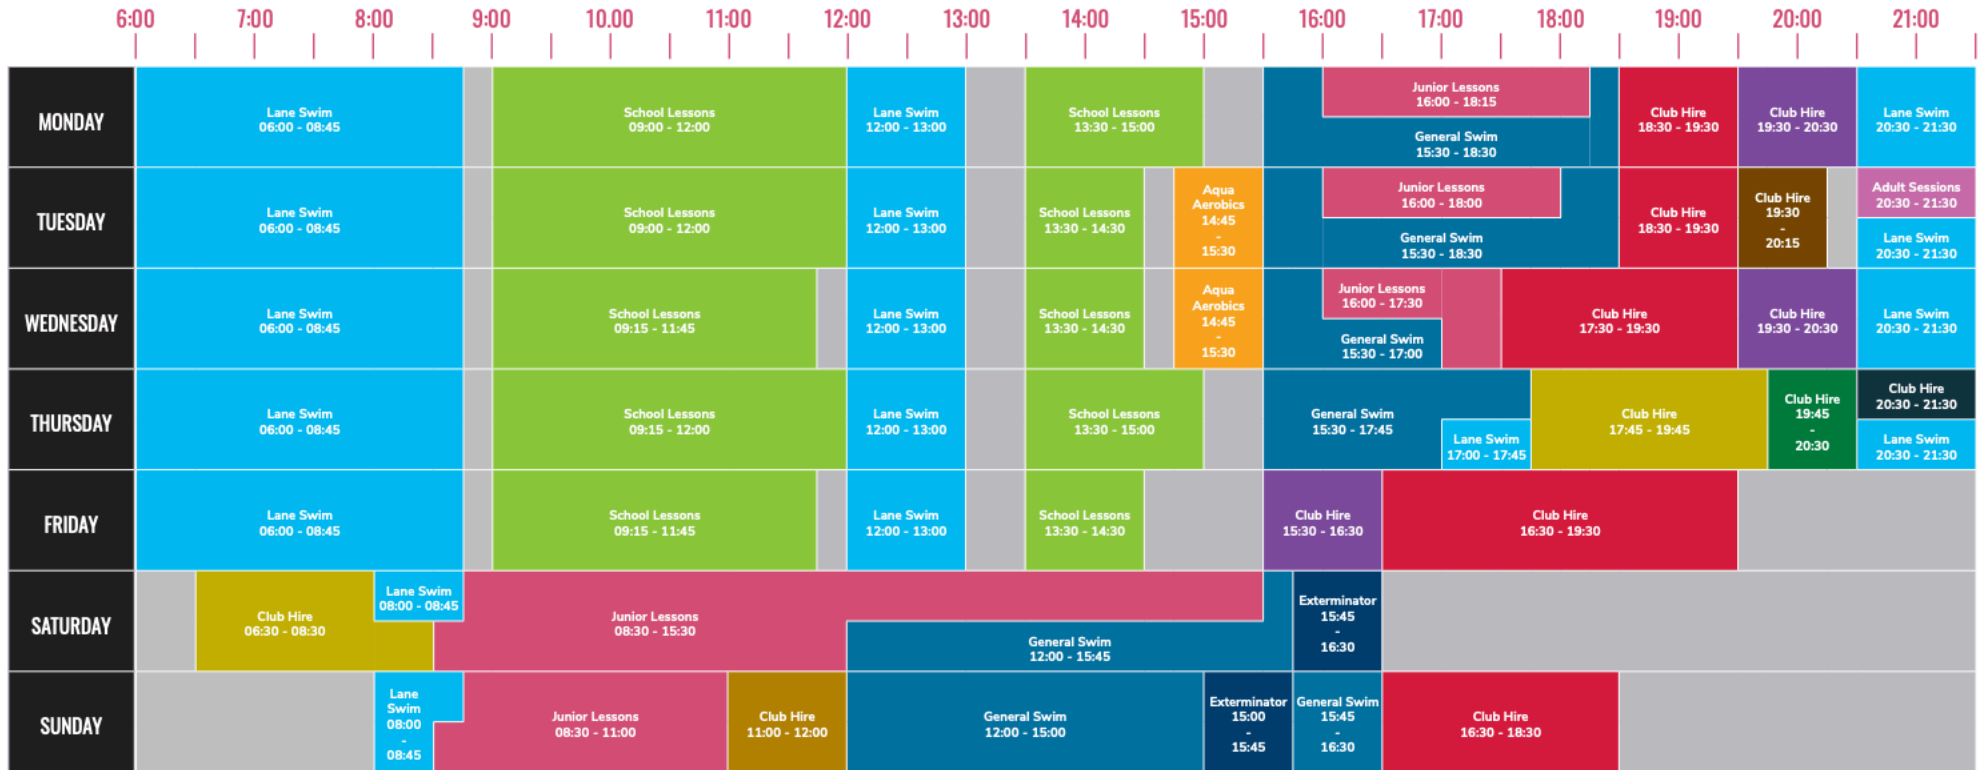 6:00 7:00 8:00 9:00 10.00 11:00 12:00 13:00 14:00 15:00 16:00 17:00 18:00 19:00 20:00 21:00
MONDAY
Lane Swim
06:00 - 08:45
School Lessons
09:00 - 12:00
Lane Swim
12:00 - 13:00
School Lessons
13:30 - 15:00
Junior Lessons
16:00 - 18:15
General Swim
15:30 - 18:30
Club Hire
18:30 - 19:30
Club Hire
19:30 - 20:30
Lane Swim
20:30 - 21:30
TUESDAY
Lane Swim
06:00 - 08:45
School Lessons
09:00 - 12:00
Lane Swim
12:00 - 13:00
School Lessons
13:30 - 14:30
Aqua
Aerobics
14:45
-
15:30
Junior Lessons
16:00 - 18:00
General Swim
15:30 - 18:30
Club Hire
18:30 - 19:30
Club Hire
19:30
-
20:15
Adult Sessions
20:30 - 21:30
Lane Swim
20:30 - 21:30
WEDNESDAY
Lane Swim
06:00 - 08:45
School Lessons
09:15 - 11:45
Lane Swim
12:00 - 13:00
School Lessons
13:30 - 14:30
Aqua
Aerobics
14:45
-
15:30
Junior Lessons
16:00 - 17:30
General Swim
15:30 - 17:00
Club Hire
17:30 - 19:30
Club Hire
19:30 - 20:30
Lane Swim
20:30 - 21:30
THURSDAY
Lane Swim
06:00 - 08:45
School Lessons
09:15 - 12:00
Lane Swim
12:00 - 13:00
School Lessons
13:30 - 15:00
General Swim
15:30 - 17:45
Lane Swim
17:00 - 17:45
Club Hire
17:45 - 19:45
Club Hire
19:45
-
20:30
Club Hire
20:30 - 21:30
Lane Swim
20:30 - 21:30
FRIDAY
Lane Swim
06:00 - 08:45
School Lessons
09:15 - 11:45
Lane Swim
12:00 - 13:00
School Lessons
13:30 - 14:30
Club Hire
15:30 - 16:30
Club Hire
16:30 - 19:30
SATURDAY
Club Hire
06:30 - 08:30
Lane Swim
08:00 - 08:45
Junior Lessons
08:30 - 15:30
General Swim
12:00 - 15:45
Exterminator
15:45
-
16:30
SUNDAY
Lane
Swim
08:00
-
08:45
Junior Lessons
08:30 - 11:00
Club Hire
11:00 - 12:00
General Swim
12:00 - 15:00
Exterminator
15:00
-
15:45
General Swim
15:45
-
16:30
Club Hire
16:30 - 18:30